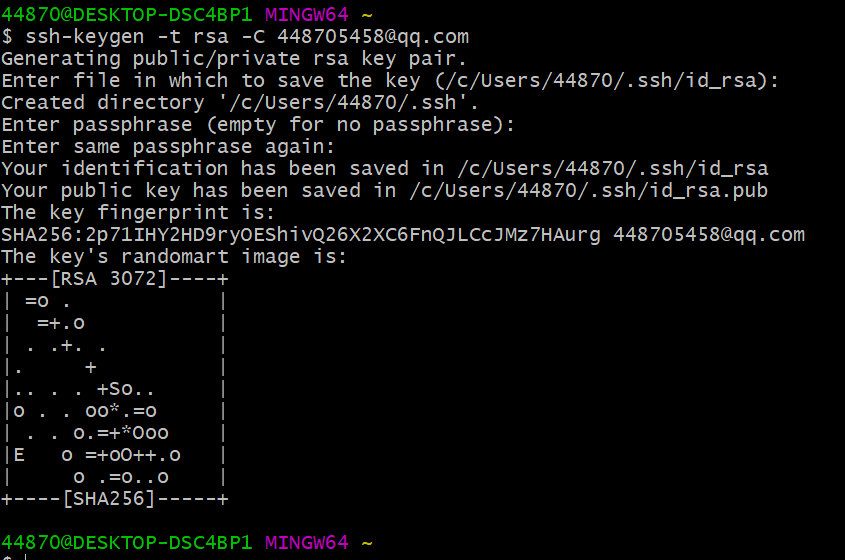 44870@DESKTOP-DSC4BP1 MINGW64 ~
$ ssh-keygen -t rsa -C 448705458@qq.com
Generating public/private rsa key pair.
Enter file in which to save the key (/c/Users/44870/.ssh/id_rsa):
Created directory '/c/Users/44870/.ssh'.
Enter passphrase (empty for no passphrase):
Enter same passphrase again:
Your identification has been saved in /c/Users/44870/.ssh/id_rsa
Your public key has been saved in /c/Users/44870/.ssh/id_rsa.pub
The key fingerprint is:
SHA256:2p71IHY2HD9ryOEShivQ26X2XC6FnQJLCcJMz7HAurg 448705458@qq.com
The key's randomart image is:
+---[RSA 3072]----+
| =o .            |
|  =+.o           |
| . .+. .         |
|.     +          |
|.. . . +So..     |
|o . . oo*.=o     |
| . . o.=+*Ooo    |
|E   o =+oO++.o   |
|     o .=o..o    |
+----[SHA256]-----+
44870@DESKTOP-DSC4BP1 MINGW64 ~
$